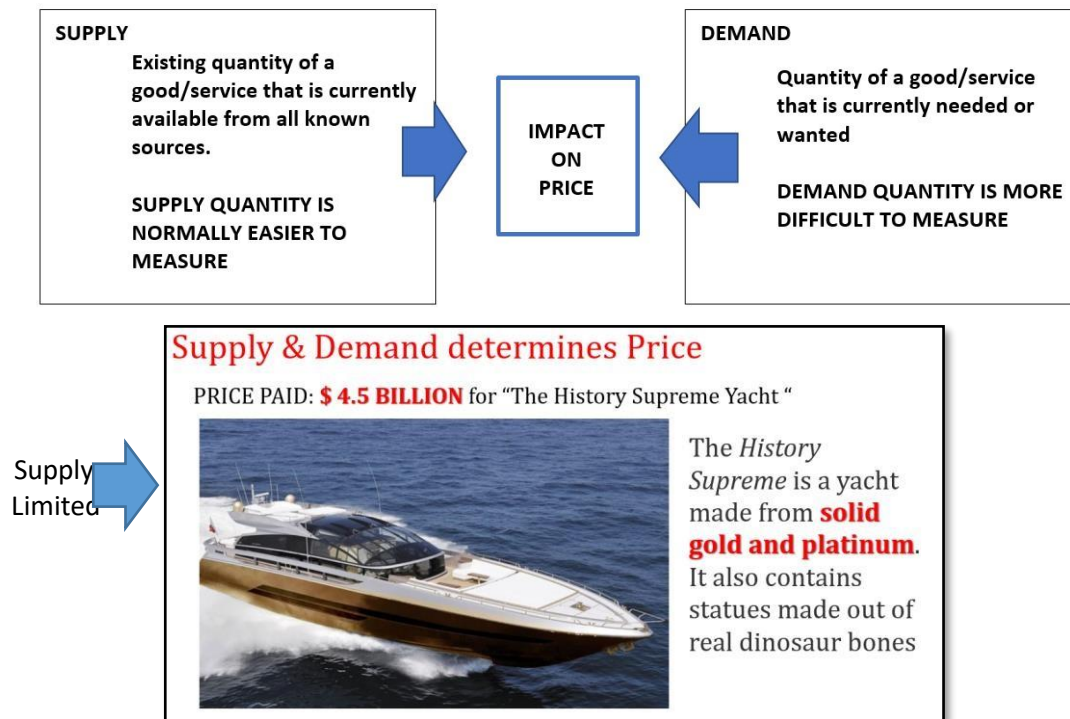 SUPPLY
Existing quantity of a
good/service that is currently
available from all known
sources.
SUPPLY QUANTITY IS
NORMALLY EASIER TO
MEASURE
IMPACT
ON
PRICE
DEMAND
Quantity of a good/service
that is currently needed or
wanted
DEMAND QUANTITY IS MORE
DIFFICULT TO MEASURE
Supply & Demand determines Price
PRICE PAID: $ 4.5 BILLION for “The History Supreme Yacht “
Supply
Limited
The History
Supreme is a yacht
made from solid
gold and platinum.
It also contains
statues made out of
real dinosaur bones